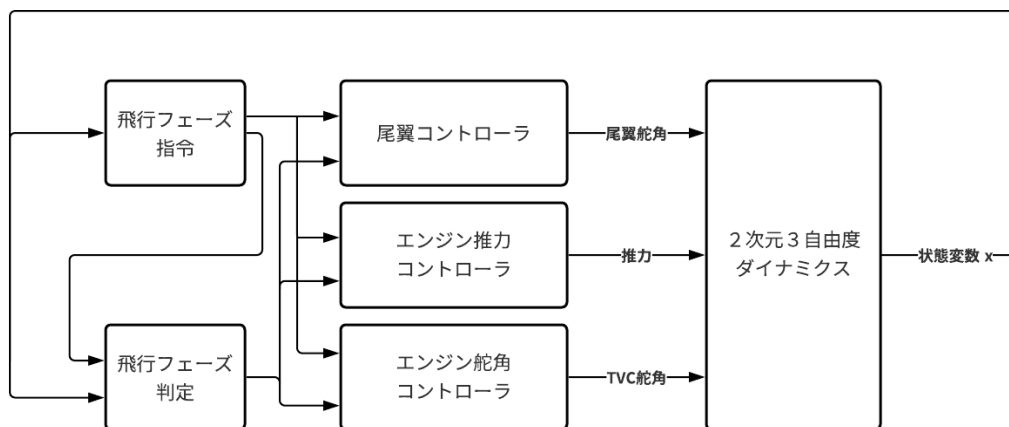 飛行フェーズ
指令
尾翼コントローラ
尾翼舵角
エンジン推力
コントローラ
推力
２次元３自由度
ダイナミクス
状態変数 x
飛行フェーズ
判定
エンジン舵角
コントローラ
TVC舵角